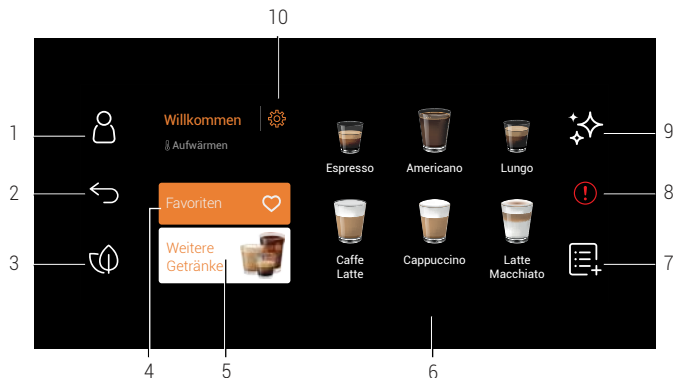 10
1
2
3
Willkommen
Aufwärmen
Favoriten
Weitere
Getränke
Espresso
Americano
Lungo
Caffe
Latte
Cappuccino
Latte
Macchiato
9
8
7
4
5
6